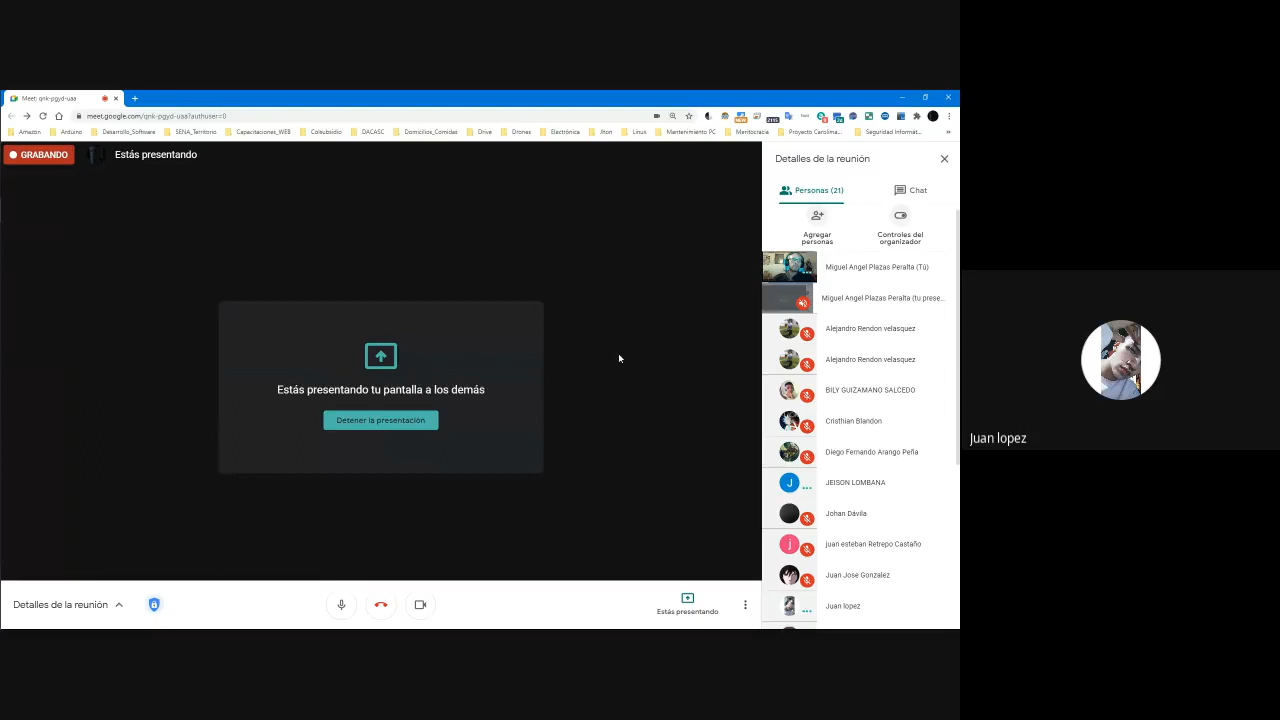 Meet: qnk-pgyd-uaa
meet.google.com/qnk-pgyd-uaa?authuser=0
Amazon Arduino Desarrollo_Software SENA_Territorio Capacitaciones_WEB Colsubsidio DACASC Domicilios_Comidas Drive Drones Electrónica Jhon Linux Mantenimiento PC Meritocracia Proyecto Carolina... Seguridad Informát... »
GRABANDO Estás presentando
Detalles de la reunión
Personas (21) Chat
Agregar personas
Controles del organizador
Miguel Angel Plazas Peralta (Tú)
Miguel Angel Plazas Peralta (tu prese...
Alejandro Rendon velasquez
Alejandro Rendon velasquez
BILY GUIZAMANO SALCEDO
Cristhian Blandon
Diego Fernando Arango Peña
J JEISON LOMBANA
Johan Dávila
j juan esteban Retrepo Castaño
Juan Jose Gonzalez
Juan lopez
Estás presentando tu pantalla a los demás
Detener la presentación
Detalles de la reunión
Estás presentando
Juan lopez